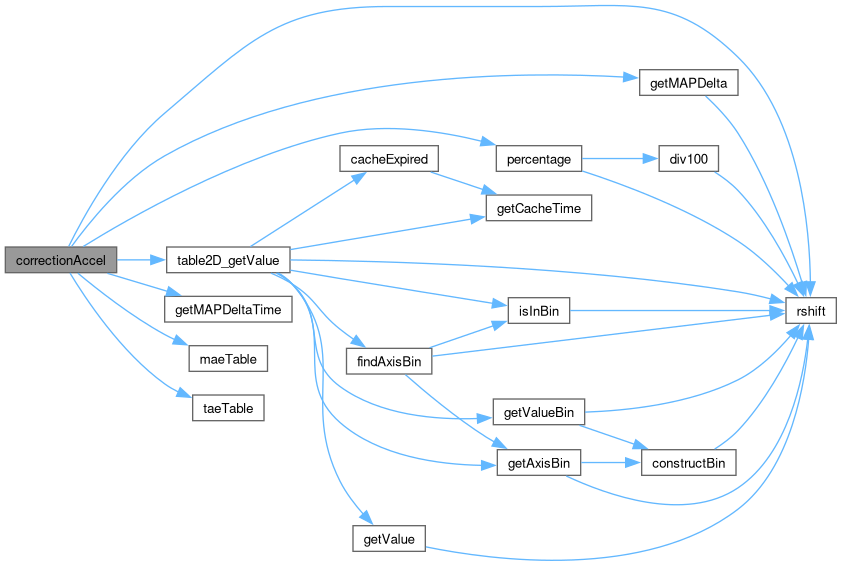 getMAPDelta
cacheExpired
percentage
div100
getCacheTime
correctionAccel
table2D_getValue
getMAPDeltaTime
isInBin
rshift
maeTable
findAxisBin
taeTable
getValueBin
getAxisBin
constructBin
getValue